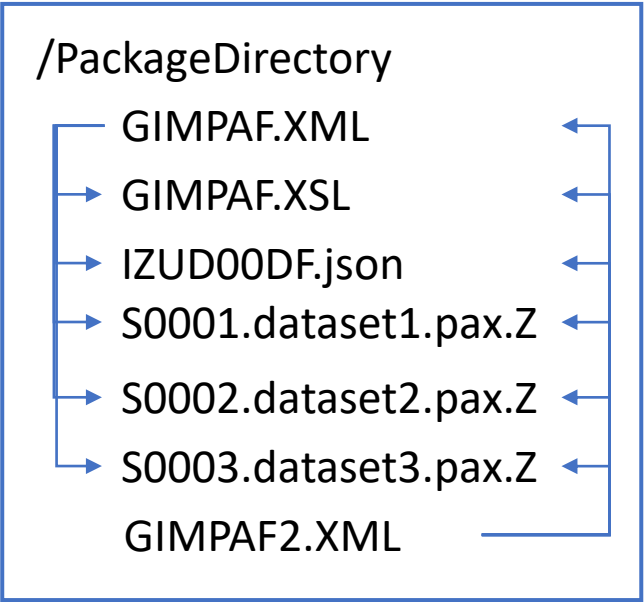 /PackageDirectory
GIMPAF.XML
GIMPAF.XSL
IZUD00DF.json
S0001.dataset1.pax.Z
S0002.dataset2.pax.Z
S0003.dataset3.pax.Z
GIMPAF2.XML